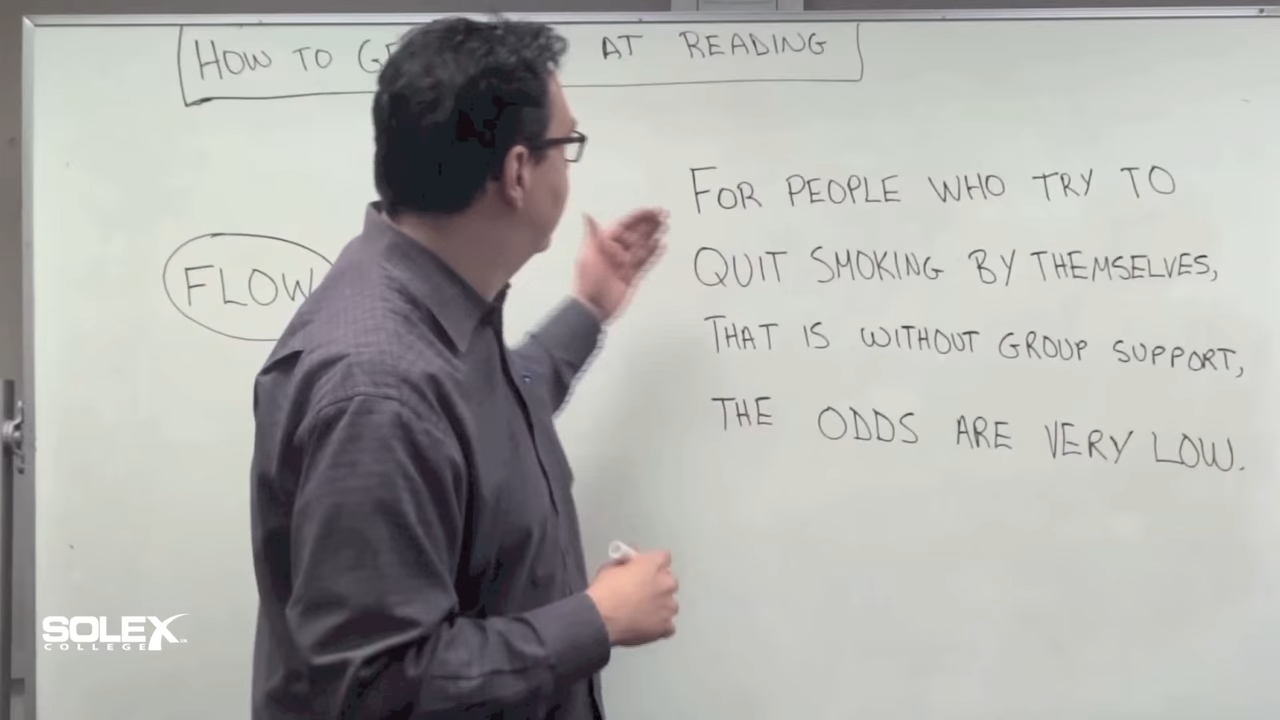 HOW TO AT READING
FLOW
FOR PEOPLE WHO TRY TO
QUIT SMOKING BY THEMSELVES,
THAT IS WITHOUT GROUP SUPPORT,
THE ODDS ARE VERY LOW.
SOLEX
COLLEGE